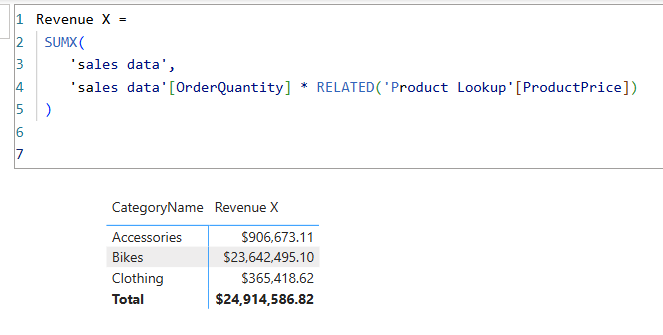 1 Revenue X =
2 SUMX(
3 'sales data',
4 'sales data'[OrderQuantity] * RELATED('Product Lookup'[ProductPrice])
5 )
6
7
CategoryName Revenue X
Accessories $906,673.11
Bikes $23,642,495.10
Clothing $365,418.62
Total $24,914,586.82